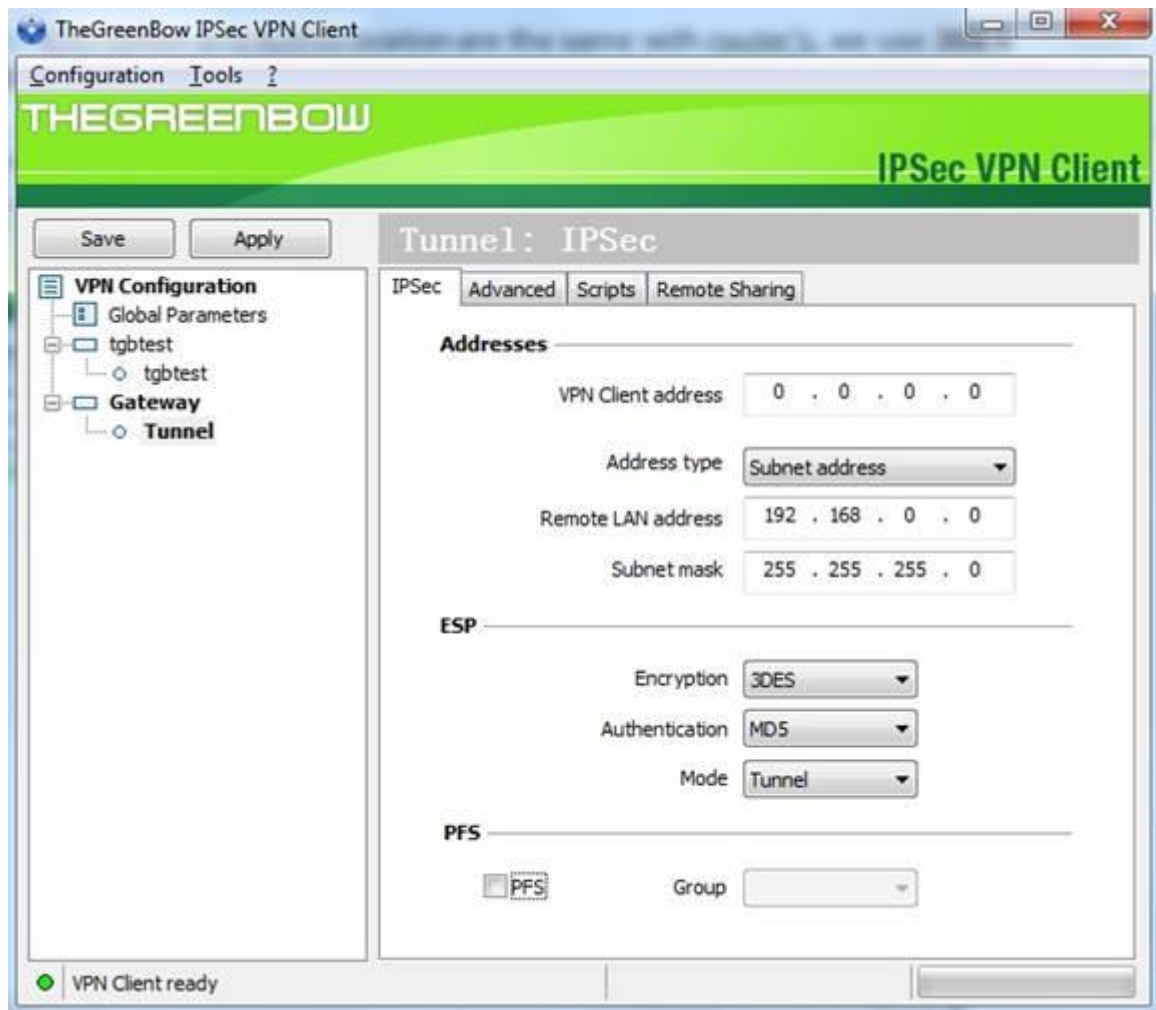 TheGreenBow IPSec VPN Client
Configuration Tools ?
THEGREENBOW
IPSec VPN Client
Save Apply
Tunnel: IPSec
VPN Configuration
Global Parameters
tgbtest
tgbtest
Gateway
Tunnel
IPSec Advanced Scripts Remote Sharing
Addresses
VPN Client address 0 . 0 . 0 . 0
Address type Subnet address
Remote LAN address 192 . 168 . 0 . 0
Subnet mask 255 . 255 . 255 . 0
ESP
Encryption 3DES
Authentication MD5
Mode Tunnel
PFS
PFS Group
VPN Client ready